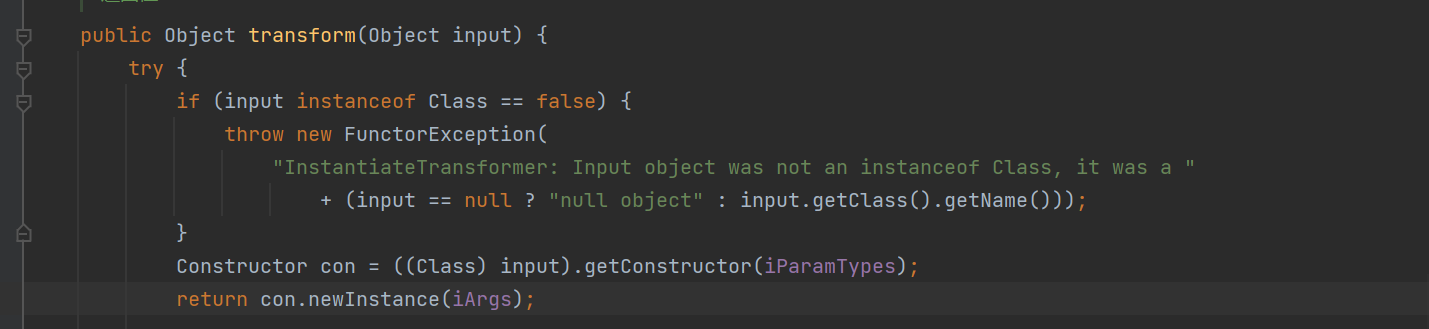 public Object transform(Object input) {
try {
if (input instanceof Class == false) {
throw new FunctorException(
"InstantiateTransformer: Input object was not an instanceof Class, it was a "
+ (input == null ? "null object" : input.getClass().getName()));
}
Constructor con = ((Class) input).getConstructor(iParamTypes);
return con.newInstance(iArgs);